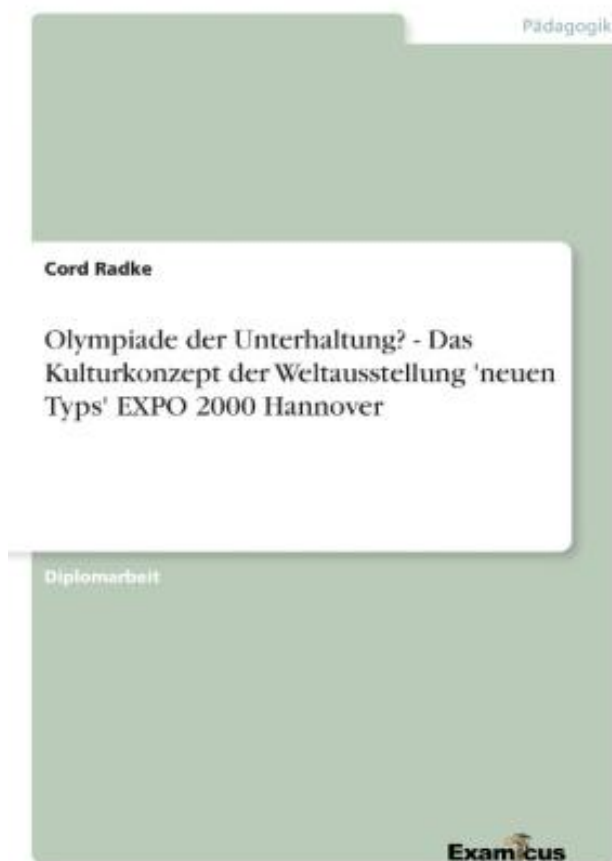 Pädagogik
Cord Radke
Olympiade der Unterhaltung? - Das
Kulturkonzept der Weltausstellung 'neuen
Typs' EXPO 2000 Hannover
Diplomarbeit
Examicus